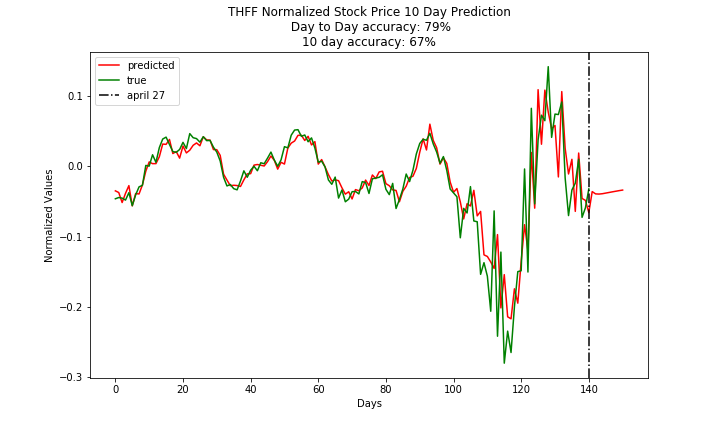 THFF Normalized Stock Price 10 Day Prediction
Day to Day accuracy: 79%
10 day accuracy: 67%
predicted
true
april 27
0.1
0.0
−0.1
−0.2
−0.3
Normalized Values
0 20 40 60 80 100 120 140
Days